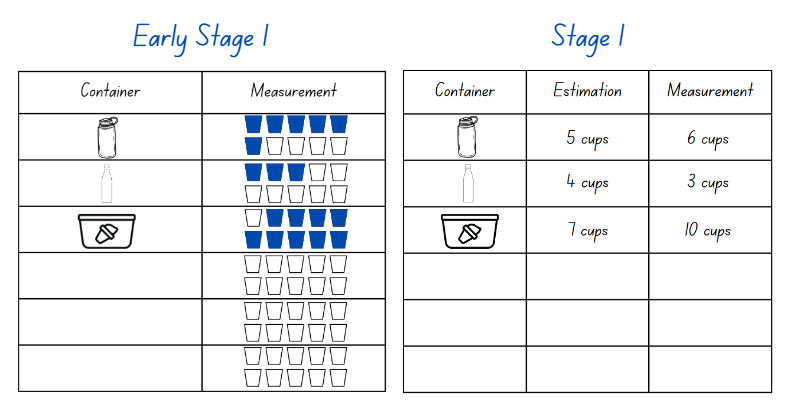 Early Stage 1
Container Measurement
Stage 1
Container Estimation Measurement
5 cups 6 cups
4 cups 3 cups
7 cups 10 cups